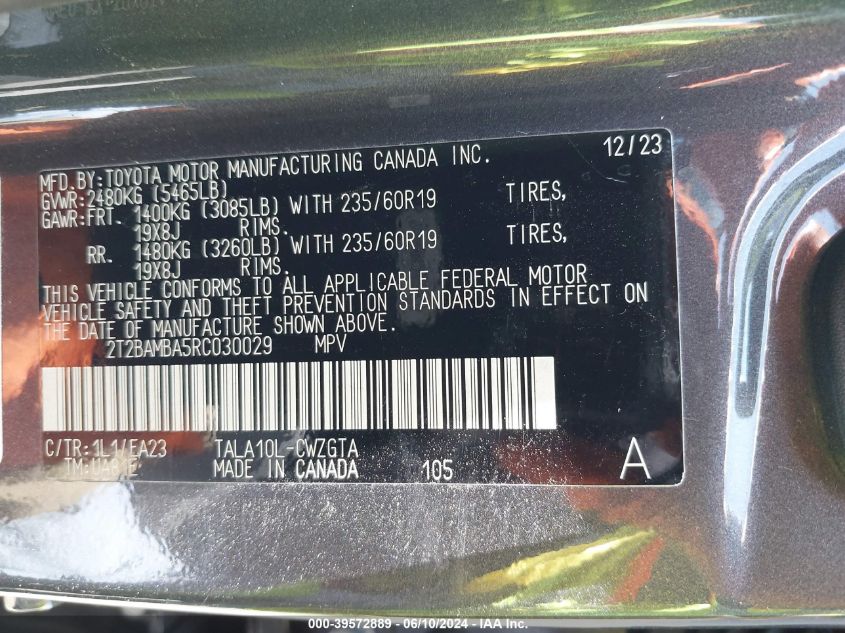 MFD.BY:TOYOTA MOTOR MANUFACTURING CANADA INC. 12/23
GVWR:2480KG (5465LB)
GAWR:FRT. 1400KG (3085LB) WITH 235/60R19 TIRES,
19X8J RIMS.
RR. 1480KG (3260LB) WITH 235/60R19 TIRES,
19X8J RIMS.
THIS VEHICLE CONFORMS TO ALL APPLICABLE FEDERAL MOTOR
VEHICLE SAFETY AND THEFT PREVENTION STANDARDS IN EFFECT ON
THE DATE OF MANUFACTURE SHOWN ABOVE.
2T2BAMBA5RC030029 MPV
C/TR:1L1/EA23 TALA10L-CWZGTA
MADE IN CANADA 105 A
000-39572889 - 06/10/2024 - IAA Inc.